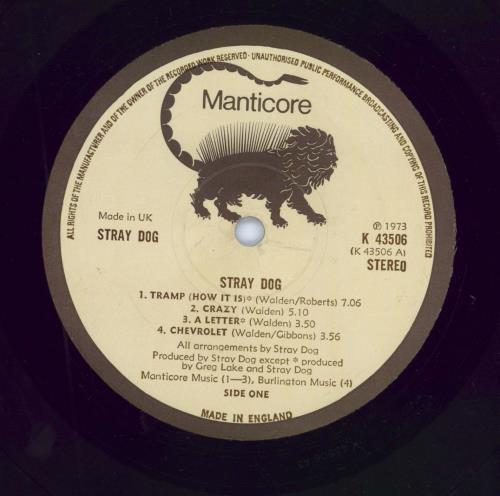 ALL RIGHTS OF THE MANUFACTURER AND OF THE OWNER OF THE RECORDED WORK RESERVED · UNAUTHORISED PUBLIC PERFORMANCE BROADCASTING AND COPYING OF THIS RECORD PROHIBITED
Manticore
Made in UK
STRAY DOG
℗ 1973
K 43506
(K 43506 A)
STEREO
STRAY DOG
1. TRAMP (HOW IT IS)* (Walden/Roberts) 7.06
2. CRAZY (Walden) 5.10
3. A LETTER* (Walden) 3.50
4. CHEVROLET (Walden/Gibbons) 3.56
All arrangements by Stray Dog
Produced by Stray Dog except * produced
by Greg Lake and Stray Dog
Manticore Music (1—3), Burlington Music (4)
SIDE ONE
MADE IN ENGLAND